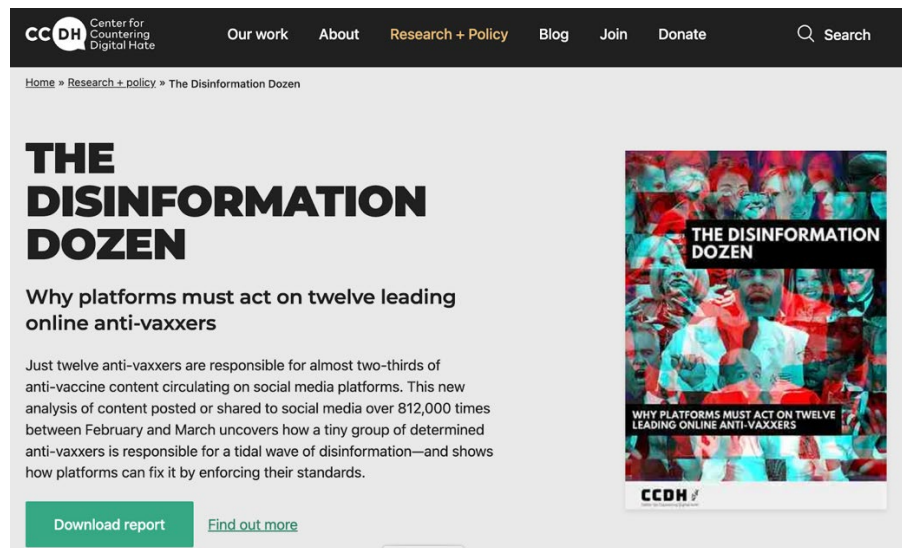 CCDH Center for
Countering
Digital Hate
Our work About Research + Policy Blog Join Donate Search
Home » Research + policy » The Disinformation Dozen
THE
DISINFORMATION
DOZEN
Why platforms must act on twelve leading
online anti-vaxxers
Just twelve anti-vaxxers are responsible for almost two-thirds of
anti-vaccine content circulating on social media platforms. This new
analysis of content posted or shared to social media over 812,000 times
between February and March uncovers how a tiny group of determined
anti-vaxxers is responsible for a tidal wave of disinformation—and shows
how platforms can fix it by enforcing their standards.
Download report Find out more
THE DISINFORMATION
DOZEN
WHY PLATFORMS MUST ACT ON TWELVE
LEADING ONLINE ANTI-VAXXERS
CCDH